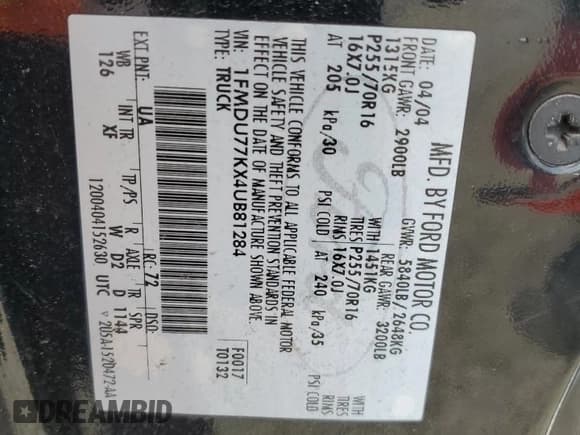 MFD. BY FORD MOTOR CO.
DATE: 04/04 GVWR: 5840LB/ 2648KG
FRONT GAWR: 2900LB REAR GAWR: 3200LB
1315KG 1451KG WITH
P255/70R16 TIRES P255/70R16 TIRES
16X7.0J RINS 16X7.0J RINS
AT 205 kPa/30 PSI COLD AT 240 kPa/35 PSI COLD
THIS VEHICLE CONFORMS TO ALL APPLICABLE FEDERAL MOTOR
VEHICLE SAFETY AND THEFT PREVENTION STANDARDS IN
EFFECT ON THE DATE OF MANUFACTURE SHOWN ABOVE.
VIN: 1FMDU77KX4UB81284 F0017
TYPE: TRUCK T0132
EXT PNT: UA RC: 72 DSO:
WB INT TR TP/PS R AXLE TR SPR
126 XF W D2 D 1144
1200404152630 UTC
DREAMBID